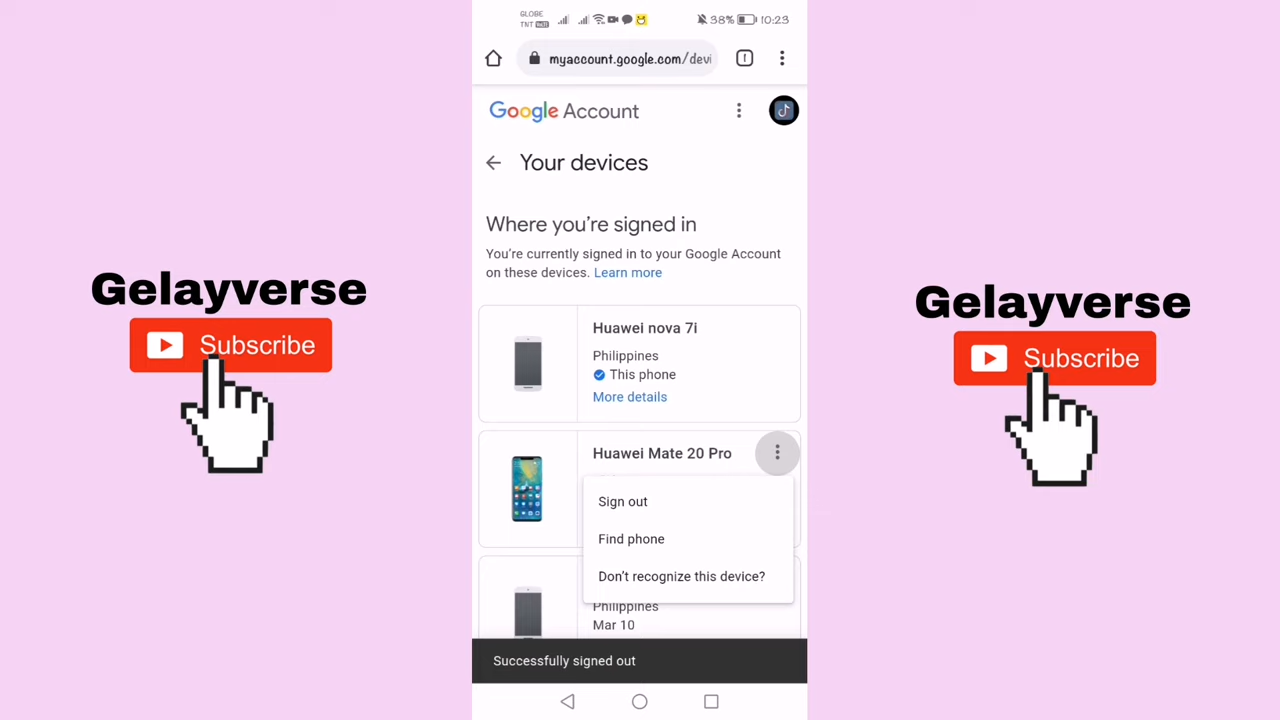 GLOBE
TNT
38% 10:23
myaccount.google.com/devi
Google Account
Your devices
Where you're signed in
You're currently signed in to your Google Account
on these devices. Learn more
Huawei nova 7i
Philippines
This phone
More details
Huawei Mate 20 Pro
Sign out
Find phone
Don't recognize this device?
Philippines
Mar 10
Successfully signed out
Gelayverse
Subscribe
Gelayverse
Subscribe